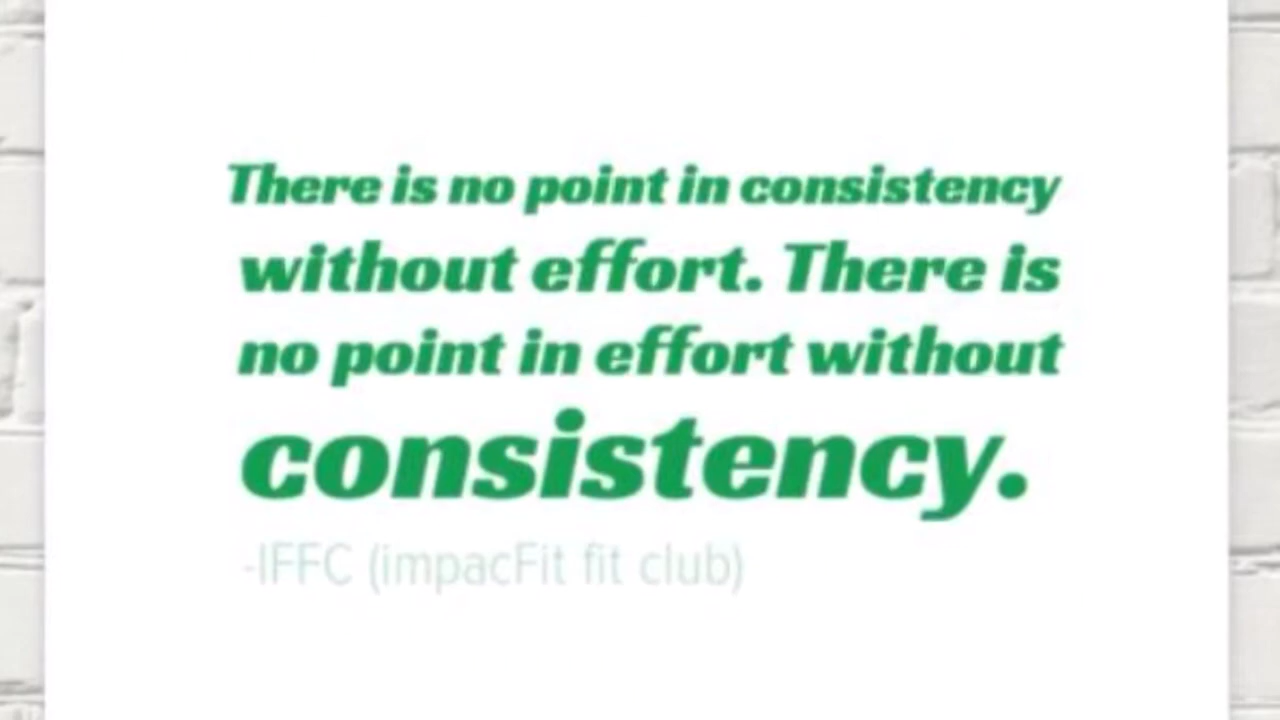 There is no point in consistency
without effort. There is
no point in effort without
consistency.
-IFFC (impacFit fit club)